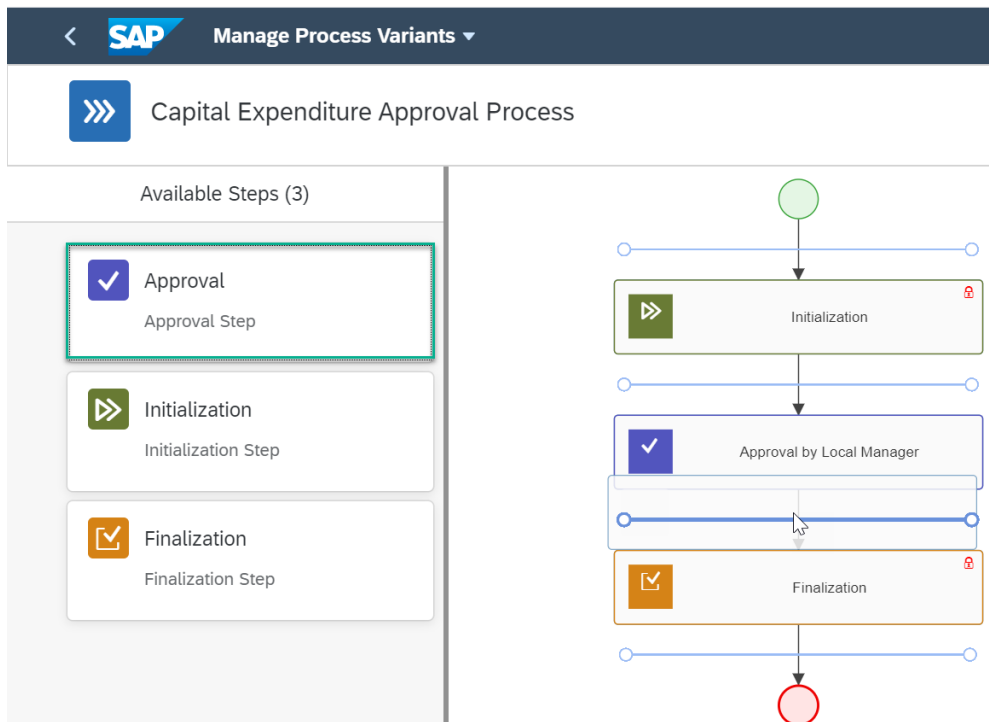 SAP Manage Process Variants
Capital Expenditure Approval Process
Available Steps (3)
Approval
Approval Step
Initialization
Initialization Step
Finalization
Finalization Step
Initialization
Approval by Local Manager
Finalization